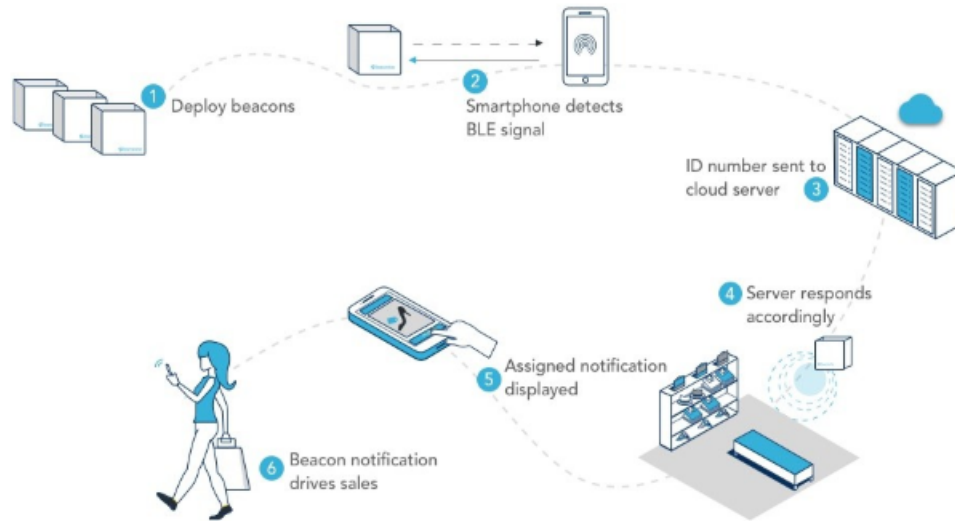 1 Deploy beacons
2
Smartphone detects
BLE signal
ID number sent to
cloud server 3
4 Server responds
accordingly
5 Assigned notification
displayed
6 Beacon notification
drives sales